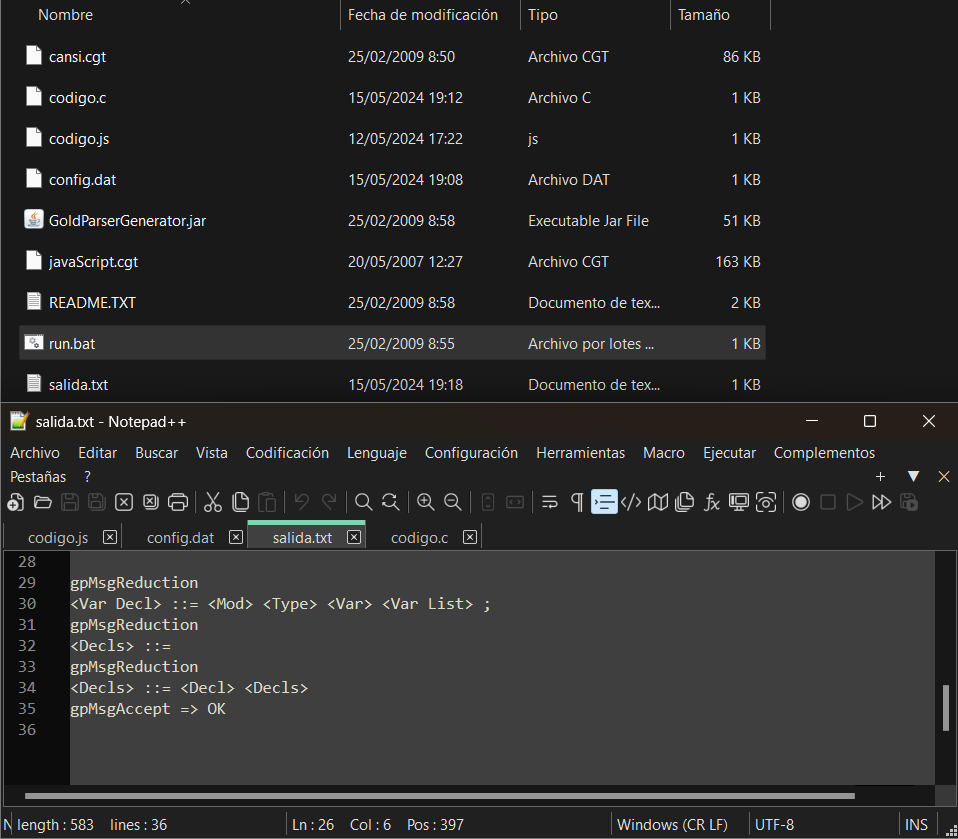 Nombre Fecha de modificación Tipo Tamaño
cansi.cgt 25/02/2009 8:50 Archivo CGT 86 KB
codigo.c 15/05/2024 19:12 Archivo C 1 KB
codigo.js 12/05/2024 17:22 js 1 KB
config.dat 15/05/2024 19:08 Archivo DAT 1 KB
GoldParserGenerator.jar 25/02/2009 8:58 Executable Jar File 51 KB
javaScript.cgt 20/05/2007 12:27 Archivo CGT 163 KB
README.TXT 25/02/2009 8:58 Documento de tex... 2 KB
run.bat 25/02/2009 8:55 Archivo por lotes ... 1 KB
salida.txt 15/05/2024 19:18 Documento de tex... 1 KB
salida.txt - Notepad++
Archivo Editar Buscar Vista Codificación Lenguaje Configuración Herramientas Macro Ejecutar Complementos
Pestañas ?
codigo.js config.dat salida.txt codigo.c
28
29 gpMsgReduction
30 <Var Decl> ::= <Mod> <Type> <Var> <Var List> ;
31 gpMsgReduction
32 <Decls> ::=
33 gpMsgReduction
34 <Decls> ::= <Decl> <Decls>
35 gpMsgAccept => OK
36
N length : 583 lines : 36 Ln : 26 Col : 6 Pos : 397 Windows (CR LF) UTF-8 INS